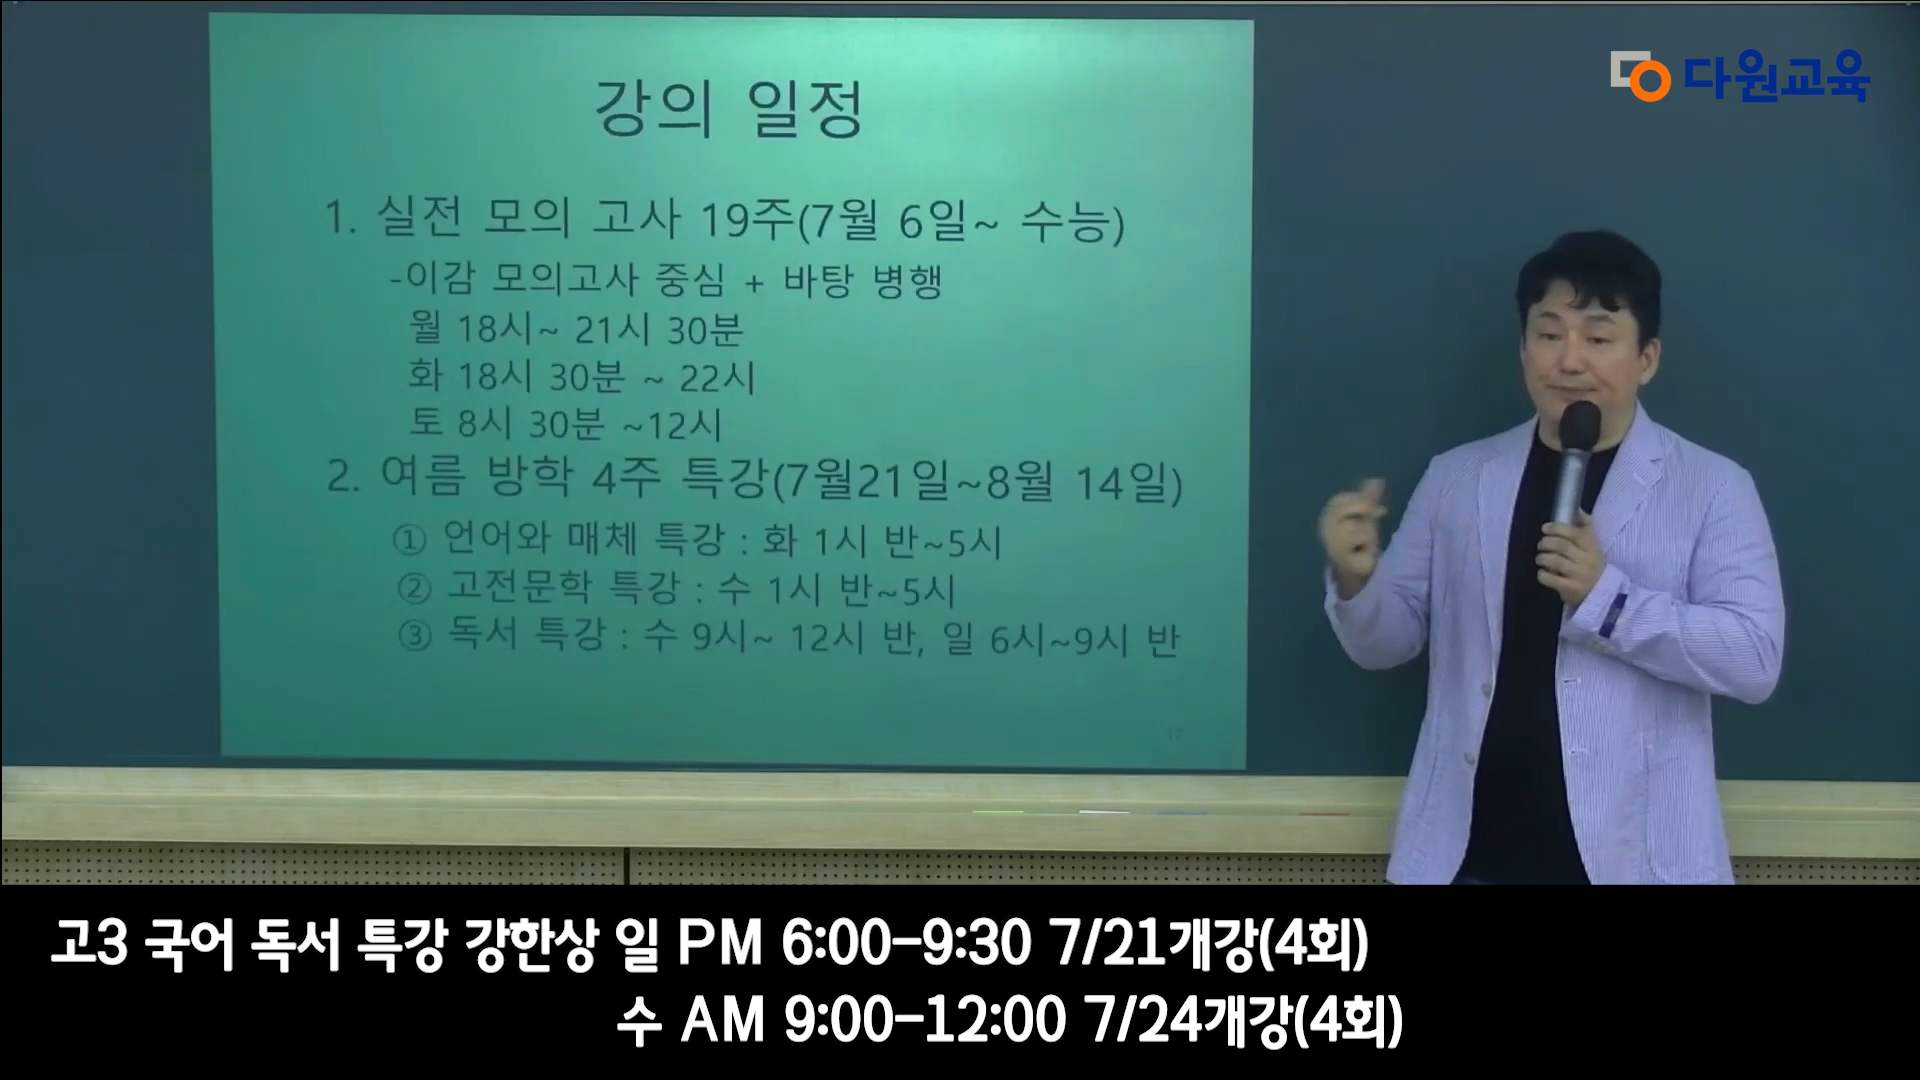 다원교육
강의 일정
1. 실전 모의 고사 19주(7월 6일~ 수능)
-이감 모의고사 중심 + 바탕 병행
월 18시~ 21시 30분
화 18시 30분 ~ 22시
토 8시 30분 ~12시
2. 여름 방학 4주 특강(7월21일~8월 14일)
① 언어와 매체 특강 : 화 1시 반~5시
② 고전문학 특강 : 수 1시 반~5시
③ 독서 특강 : 수 9시~ 12시 반, 일 6시~9시 반
17
고3 국어 독서 특강 강한상 일 PM 6:00-9:30 7/21개강(4회)
수 AM 9:00-12:00 7/24개강(4회)